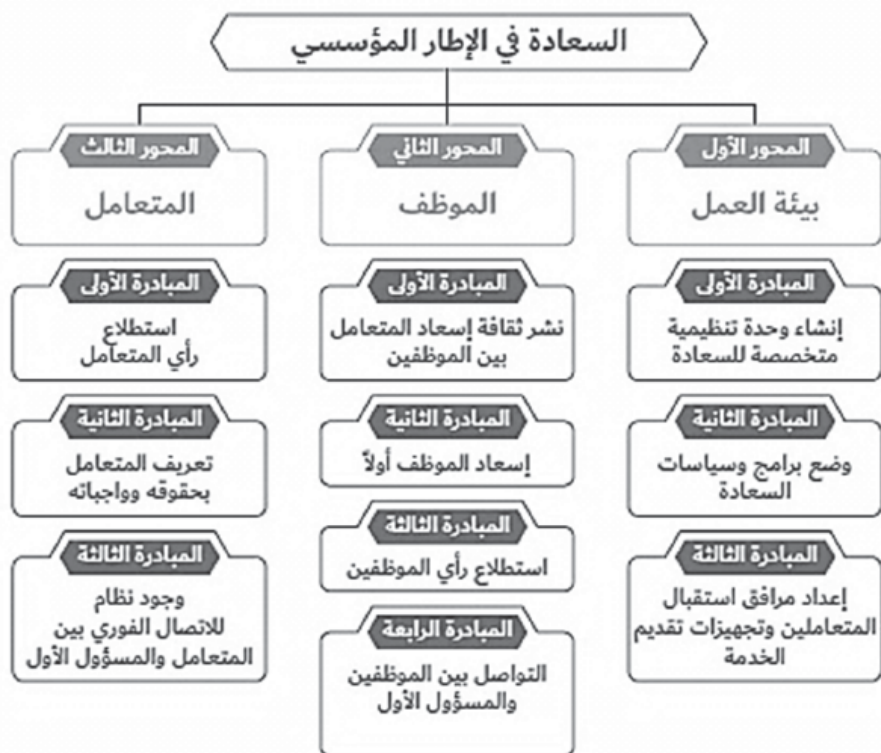 السعادة في الإطار المؤسسي
المحور الأول
بيئة العمل
المبادرة الأولى
إنشاء وحدة تنظيمية
متخصصة للسعادة
المبادرة الثانية
وضع برامج وسياسات
السعادة
المبادرة الثالثة
إعداد مرافق استقبال
المتعاملين وتجهيزات تقديم
الخدمة
المحور الثاني
الموظف
المبادرة الأولى
نشر ثقافة إسعاد المتعامل
بين الموظفين
المبادرة الثانية
إسعاد الموظف أولاً
المبادرة الثالثة
استطلاع رأي الموظفين
المبادرة الرابعة
التواصل بين الموظفين
والمسؤول الأول
المحور الثالث
المتعامل
المبادرة الأولى
استطلاع
رأي المتعامل
المبادرة الثانية
تعريف المتعامل
بحقوقه وواجباته
المبادرة الثالثة
وجود نظام
للاتصال الفوري بين
المتعامل والمسؤول الأول